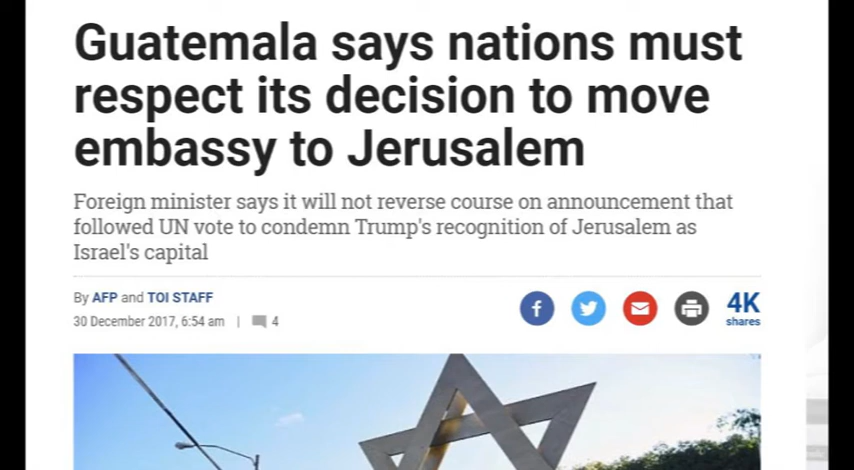 Guatemala says nations must
respect its decision to move
embassy to Jerusalem
Foreign minister says it will not reverse course on announcement that
followed UN vote to condemn Trump's recognition of Jerusalem as
Israel's capital
By AFP and TOI STAFF
30 December 2017, 6:54 am | 4
f
4K
shares